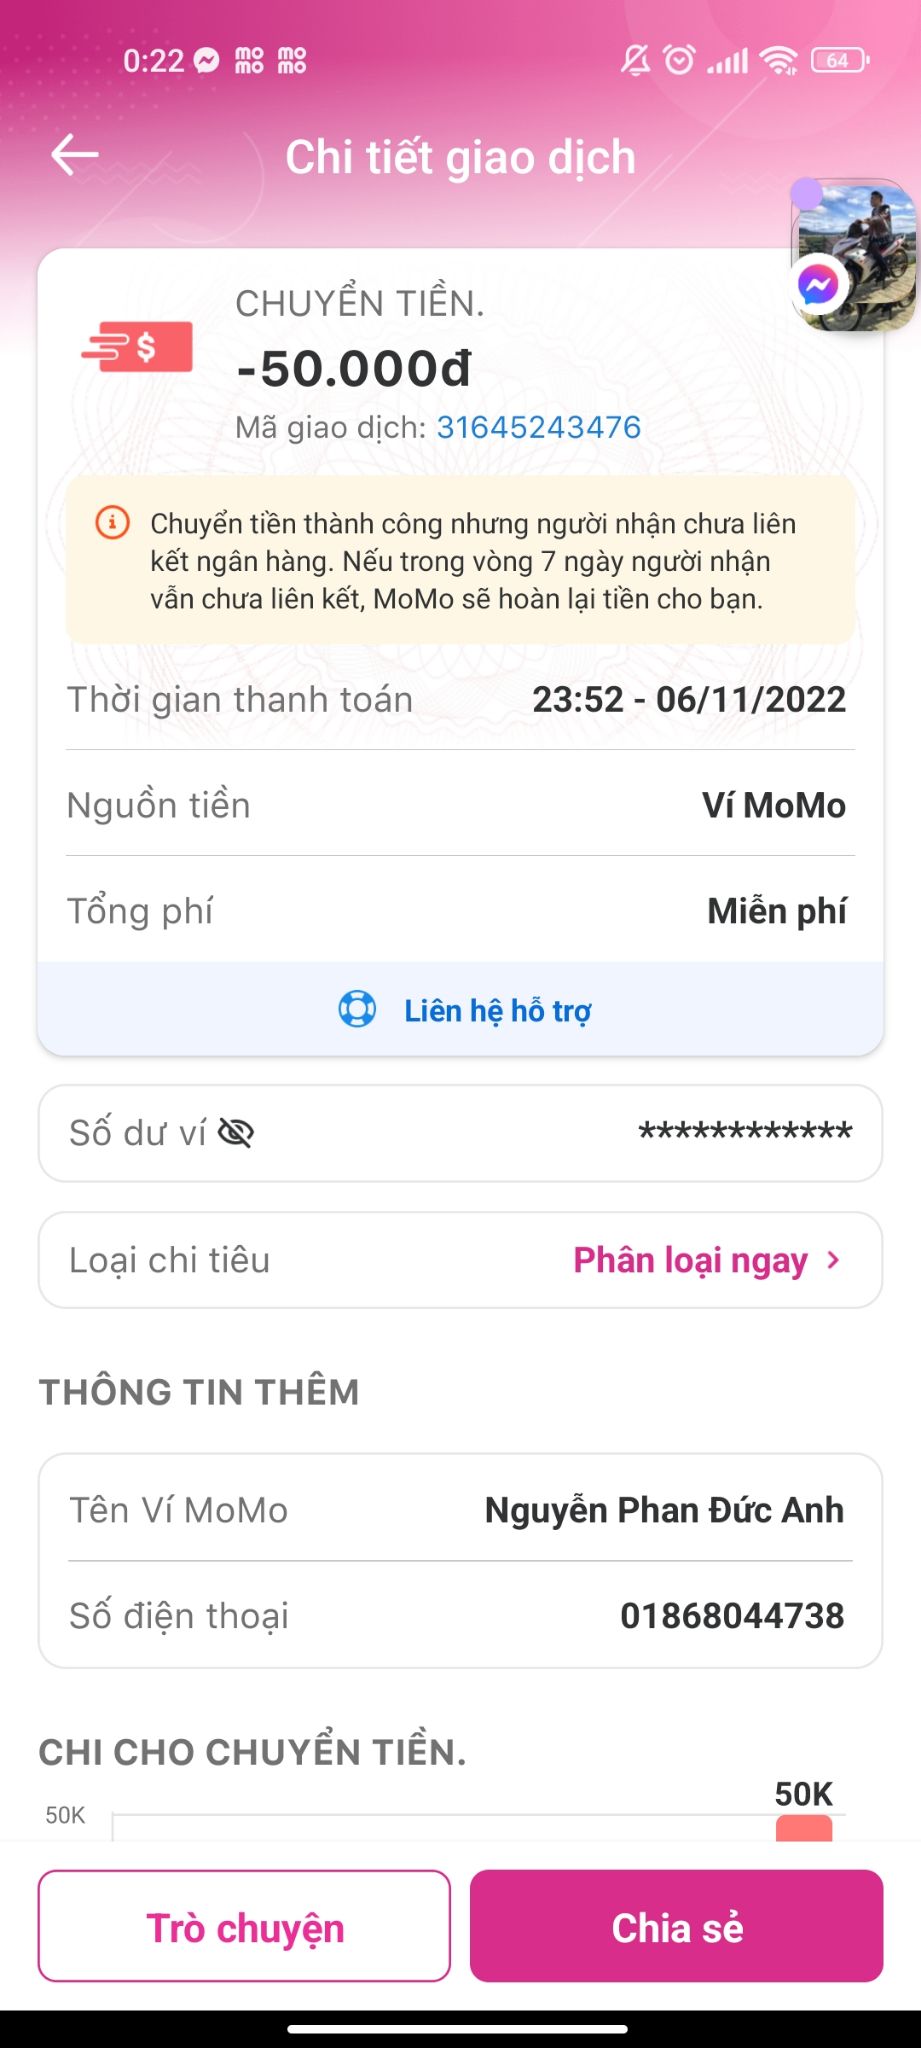 0:22 mo mo mo mo 64
Chi tiết giao dịch
CHUYỂN TIỀN.
$
-50.000đ
Mã giao dịch: 31645243476
Chuyển tiền thành công nhưng người nhận chưa liên
kết ngân hàng. Nếu trong vòng 7 ngày người nhận
vẫn chưa liên kết, MoMo sẽ hoàn lại tiền cho bạn.
Thời gian thanh toán 23:52 - 06/11/2022
Nguồn tiền Ví MoMo
Tổng phí Miễn phí
Liên hệ hỗ trợ
Số dư ví ************
Loại chi tiêu Phân loại ngay >
THÔNG TIN THÊM
Tên Ví MoMo Nguyễn Phan Đức Anh
Số điện thoại 01868044738
CHI CHO CHUYỂN TIỀN.
50K
50K
Trò chuyện Chia sẻ